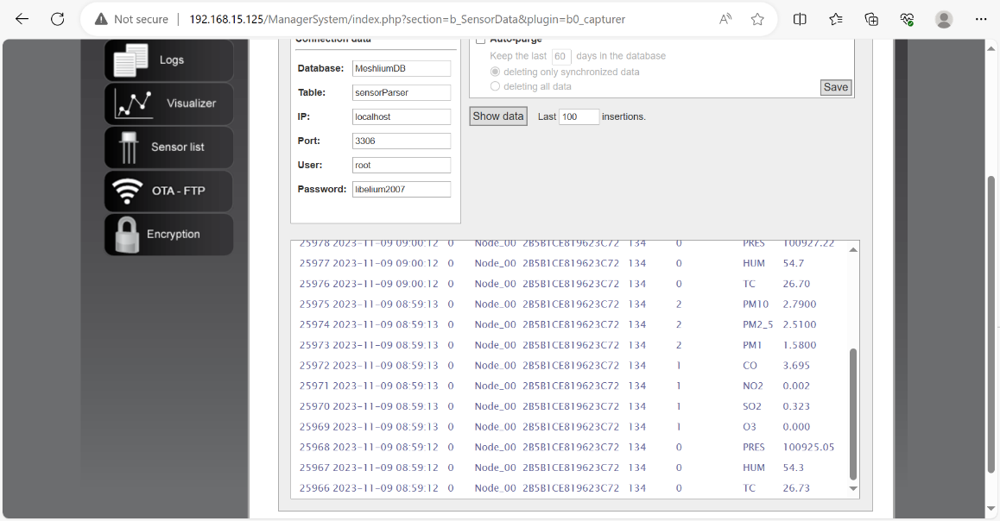 Not secure 192.168.15.125/ManagerSystem/index.php?section=b_SensorData&plugin=b0_capturer
Logs
Visualizer
Sensor list
OTA - FTP
Encryption
Connection data
Database: MeshliumDB
Table: sensorParser
IP: localhost
Port: 3306
User: root
Password: libelium2007
Auto-purge
Keep the last 60 days in the database
deleting only synchronized data
deleting all data
Save
Show data Last 100 insertions.
25978 2023-11-09 09:00:12 0 Node_00 2B5B1CE819623C72 134 0 PRES 100927.22
25977 2023-11-09 09:00:12 0 Node_00 2B5B1CE819623C72 134 0 HUM 54.7
25976 2023-11-09 09:00:12 0 Node_00 2B5B1CE819623C72 134 0 TC 26.70
25975 2023-11-09 08:59:13 0 Node_00 2B5B1CE819623C72 134 2 PM10 2.7900
25974 2023-11-09 08:59:13 0 Node_00 2B5B1CE819623C72 134 2 PM2_5 2.5100
25973 2023-11-09 08:59:13 0 Node_00 2B5B1CE819623C72 134 2 PM1 1.5800
25972 2023-11-09 08:59:13 0 Node_00 2B5B1CE819623C72 134 1 CO 3.695
25971 2023-11-09 08:59:13 0 Node_00 2B5B1CE819623C72 134 1 NO2 0.002
25970 2023-11-09 08:59:13 0 Node_00 2B5B1CE819623C72 134 1 SO2 0.323
25969 2023-11-09 08:59:13 0 Node_00 2B5B1CE819623C72 134 1 O3 0.000
25968 2023-11-09 08:59:12 0 Node_00 2B5B1CE819623C72 134 0 PRES 100925.05
25967 2023-11-09 08:59:12 0 Node_00 2B5B1CE819623C72 134 0 HUM 54.3
25966 2023-11-09 08:59:12 0 Node_00 2B5B1CE819623C72 134 0 TC 26.73